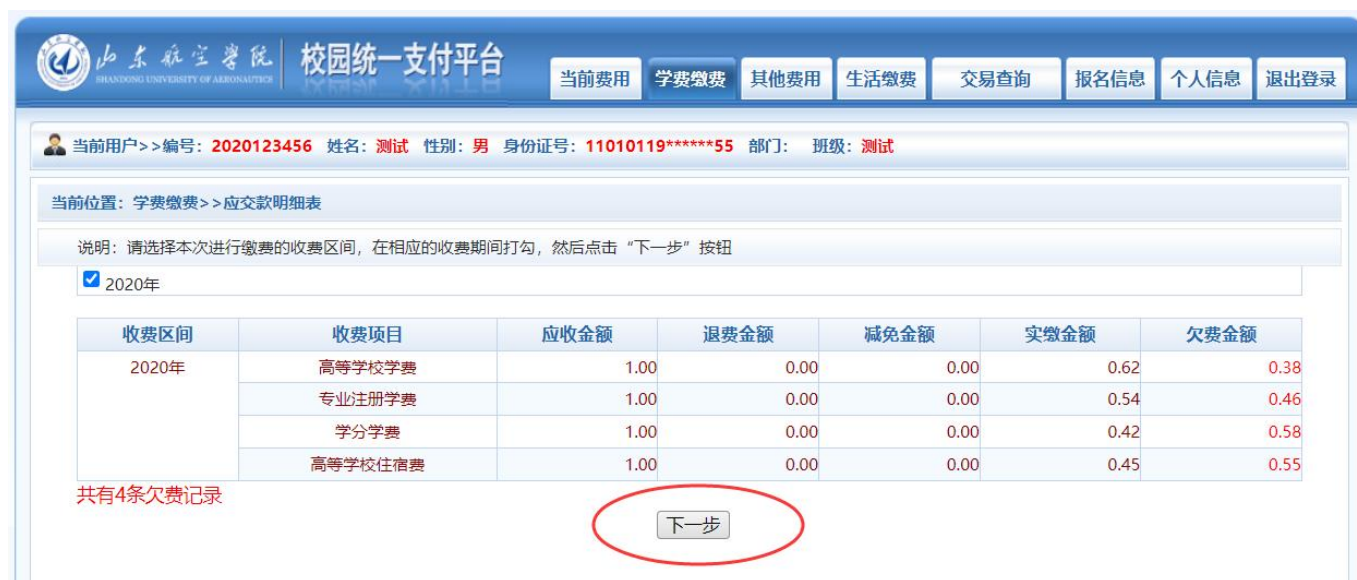 山东航空学院 校园统一支付平台
SHANDONG UNIVERSITY OF AERONAUTICS
当前费用 学费缴费 其他费用 生活缴费 交易查询 报名信息 个人信息 退出登录
当前用户>>编号：2020123456 姓名：测试 性别：男 身份证号：11010119******55 部门： 班级：测试
当前位置：学费缴费>>应交款明细表
说明：请选择本次进行缴费的收费区间，在相应的收费期间打勾，然后点击“下一步”按钮
2020年
收费区间 收费项目 应收金额 退费金额 减免金额 实缴金额 欠费金额
2020年 高等学校学费 1.00 0.00 0.00 0.62 0.38
专业注册学费 1.00 0.00 0.00 0.54 0.46
学分学费 1.00 0.00 0.00 0.42 0.58
高等学校住宿费 1.00 0.00 0.00 0.45 0.55
共有4条欠费记录
下一步